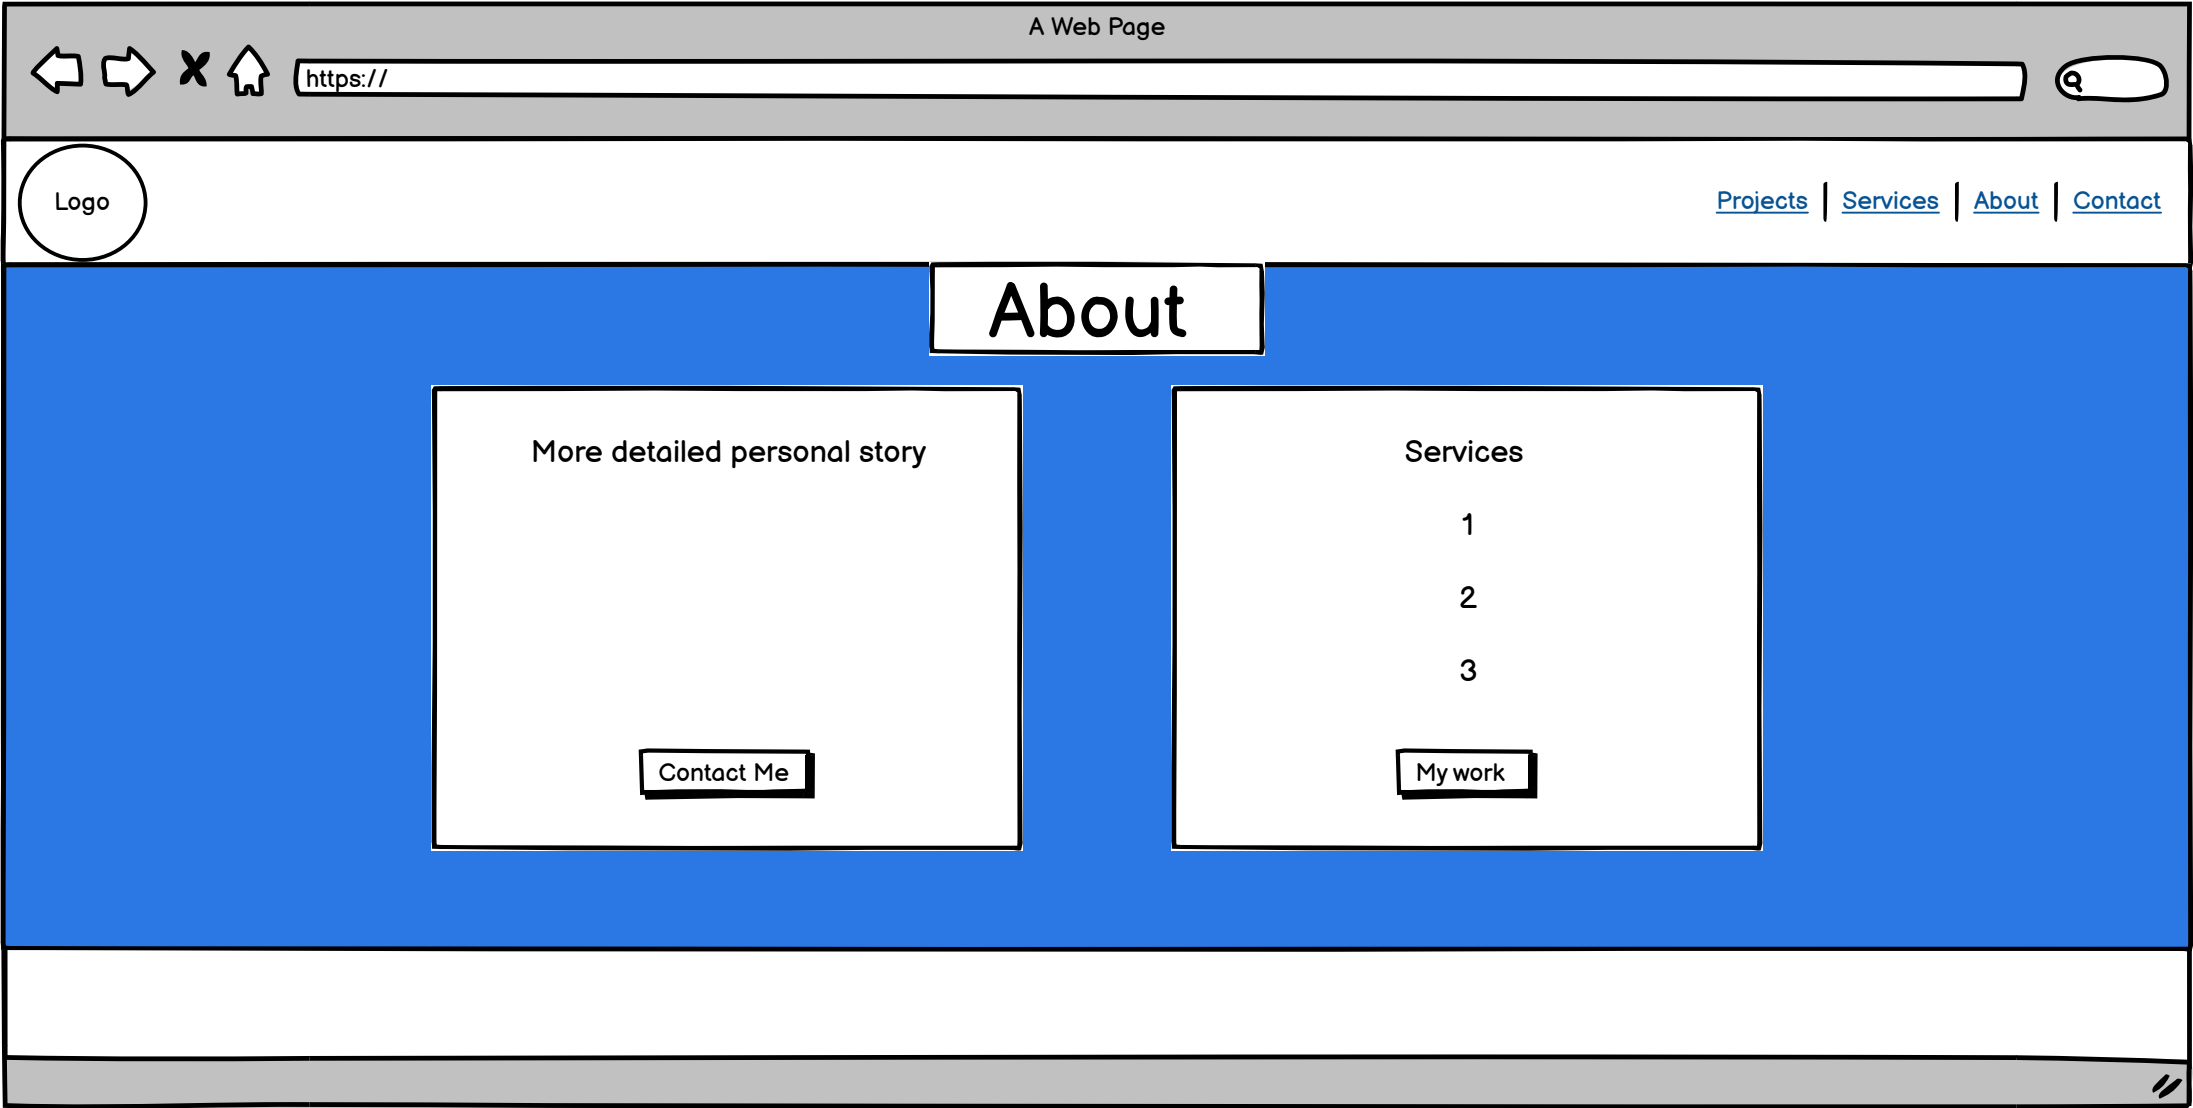 A Web Page
https://
Logo
Projects
Services
About
Contact
About
More detailed personal story
Contact Me
Services
1
2
3
My work